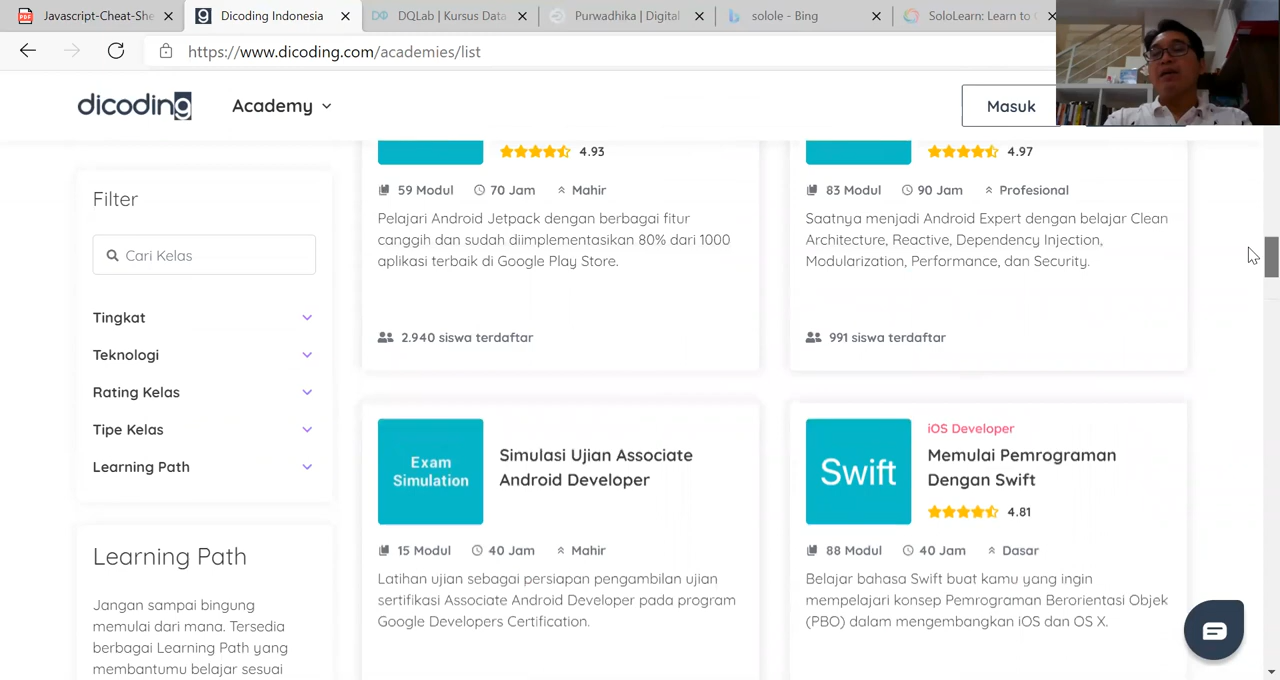 Javascript-Cheat-She
Dicoding Indonesia
DQLab | Kursus Data
Purwadhika | Digital
solole - Bing
SoloLearn: Learn to C
https://www.dicoding.com/academies/list
dicoding
Academy
Masuk
Filter
Cari Kelas
Tingkat
Teknologi
Rating Kelas
Tipe Kelas
Learning Path
Learning Path
Jangan sampai bingung
memulai dari mana. Tersedia
berbagai Learning Path yang
membantumu belajar sesuai
4.93
59 Modul 70 Jam Mahir
Pelajari Android Jetpack dengan berbagai fitur
canggih dan sudah diimplementasikan 80% dari 1000
aplikasi terbaik di Google Play Store.
2.940 siswa terdaftar
4.97
83 Modul 90 Jam Profesional
Saatnya menjadi Android Expert dengan belajar Clean
Architecture, Reactive, Dependency Injection,
Modularization, Performance, dan Security.
991 siswa terdaftar
Exam
Simulation
Simulasi Ujian Associate
Android Developer
15 Modul 40 Jam Mahir
Latihan ujian sebagai persiapan pengambilan ujian
sertifikasi Associate Android Developer pada program
Google Developers Certification.
Swift
iOS Developer
Memulai Pemrograman
Dengan Swift
4.81
88 Modul 40 Jam Dasar
Belajar bahasa Swift buat kamu yang ingin
mempelajari konsep Pemrograman Berorientasi Objek
(PBO) dalam mengembangkan iOS dan OS X.